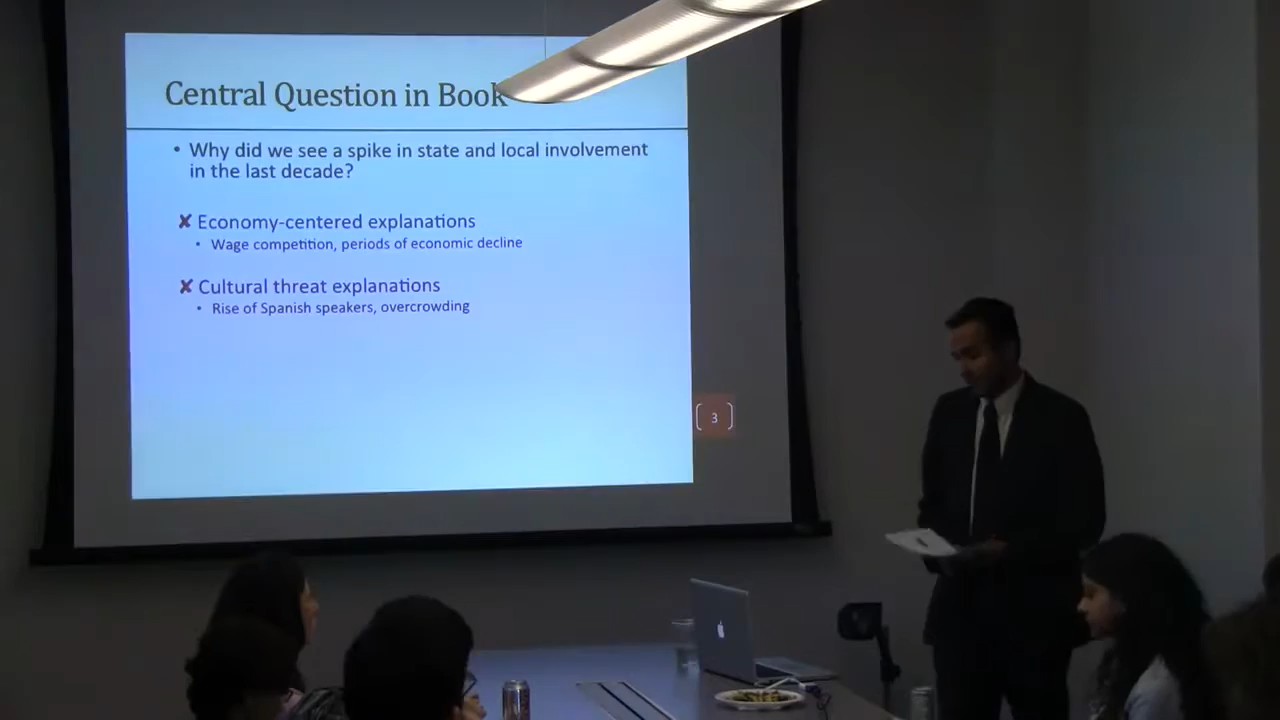 Central Question in Book
• Why did we see a spike in state and local involvement
in the last decade?
✘ Economy-centered explanations
• Wage competition, periods of economic decline
✘ Cultural threat explanations
• Rise of Spanish speakers, overcrowding
3